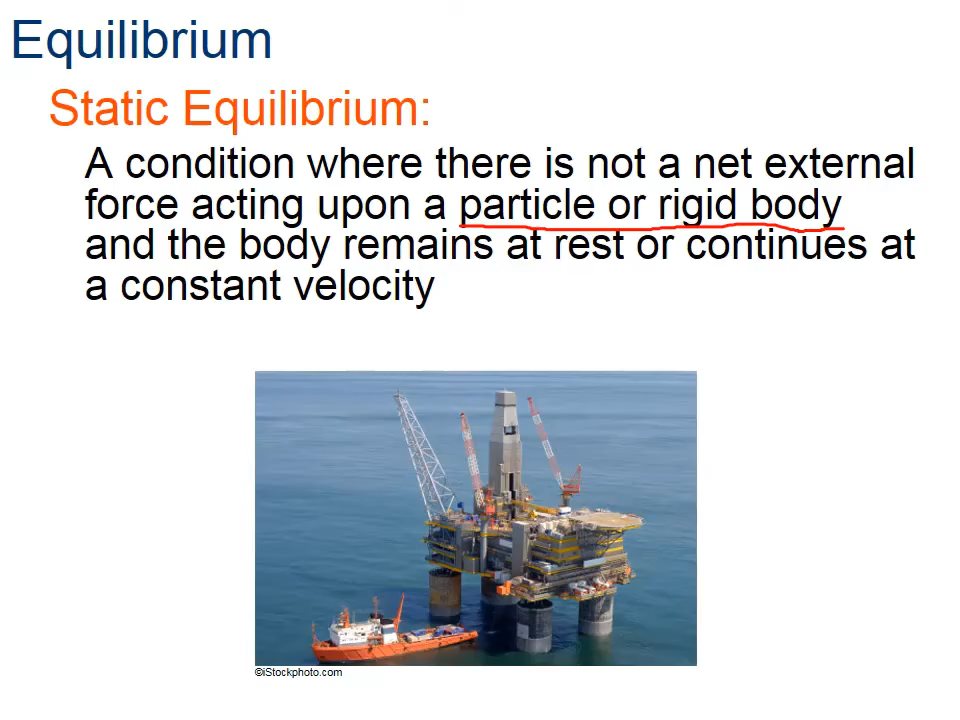 Equilibrium
Static Equilibrium:
A condition where there is not a net external
force acting upon a particle or rigid body
and the body remains at rest or continues at
a constant velocity
©iStockphoto.com